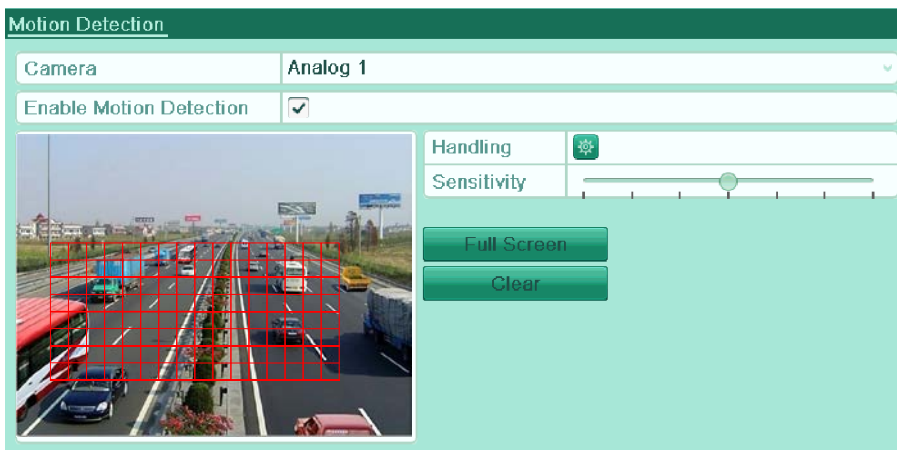 Motion Detection
Camera
Analog 1
Enable Motion Detection
Handling
Sensitivity
Full Screen
Clear